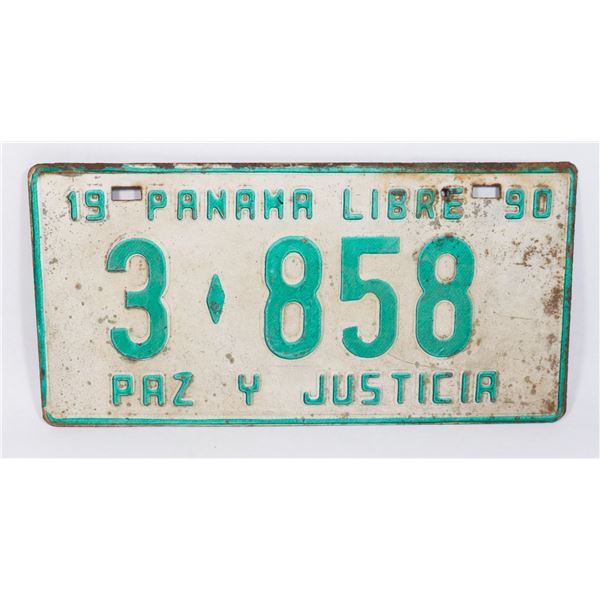 19 PANAMA LIBRE 90
3♦858
PAZ Y JUSTICIA